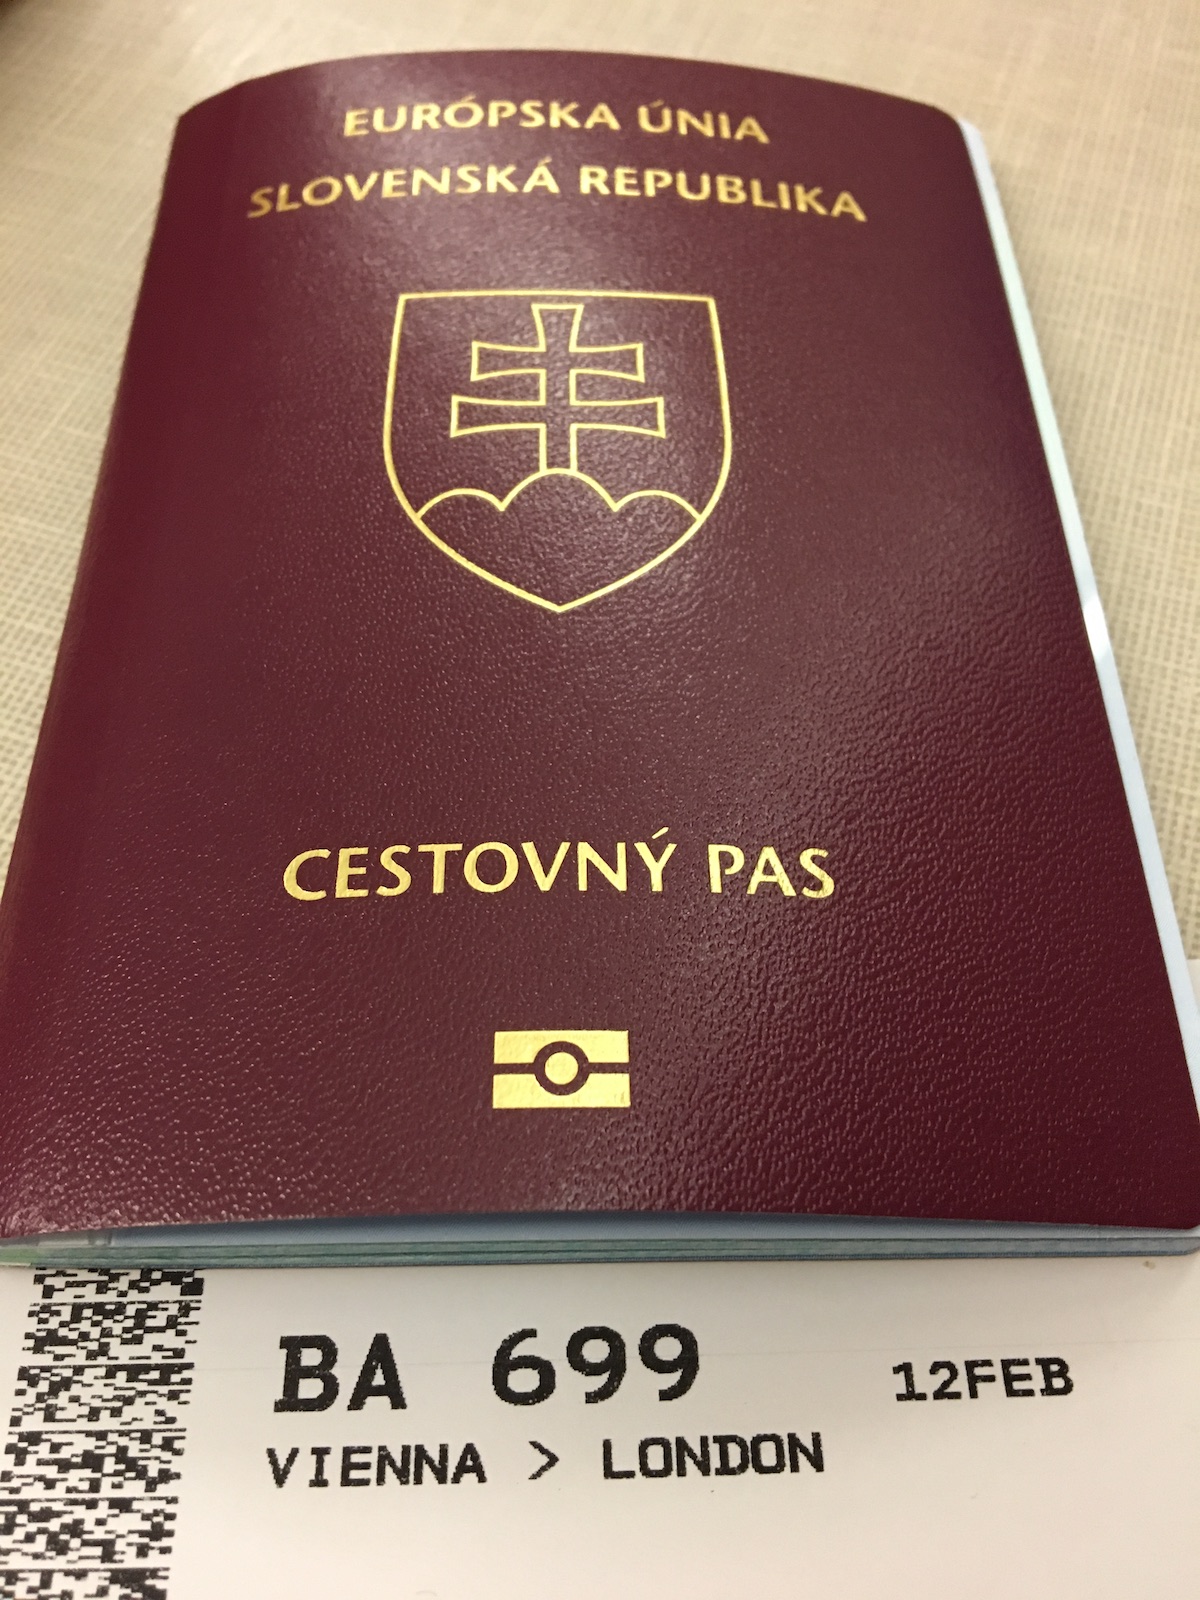 EURÓPSKA ÚNIA
SLOVENSKÁ REPUBLIKA
CESTOVNÝ PAS
BA 699 12FEB
VIENNA > LONDON